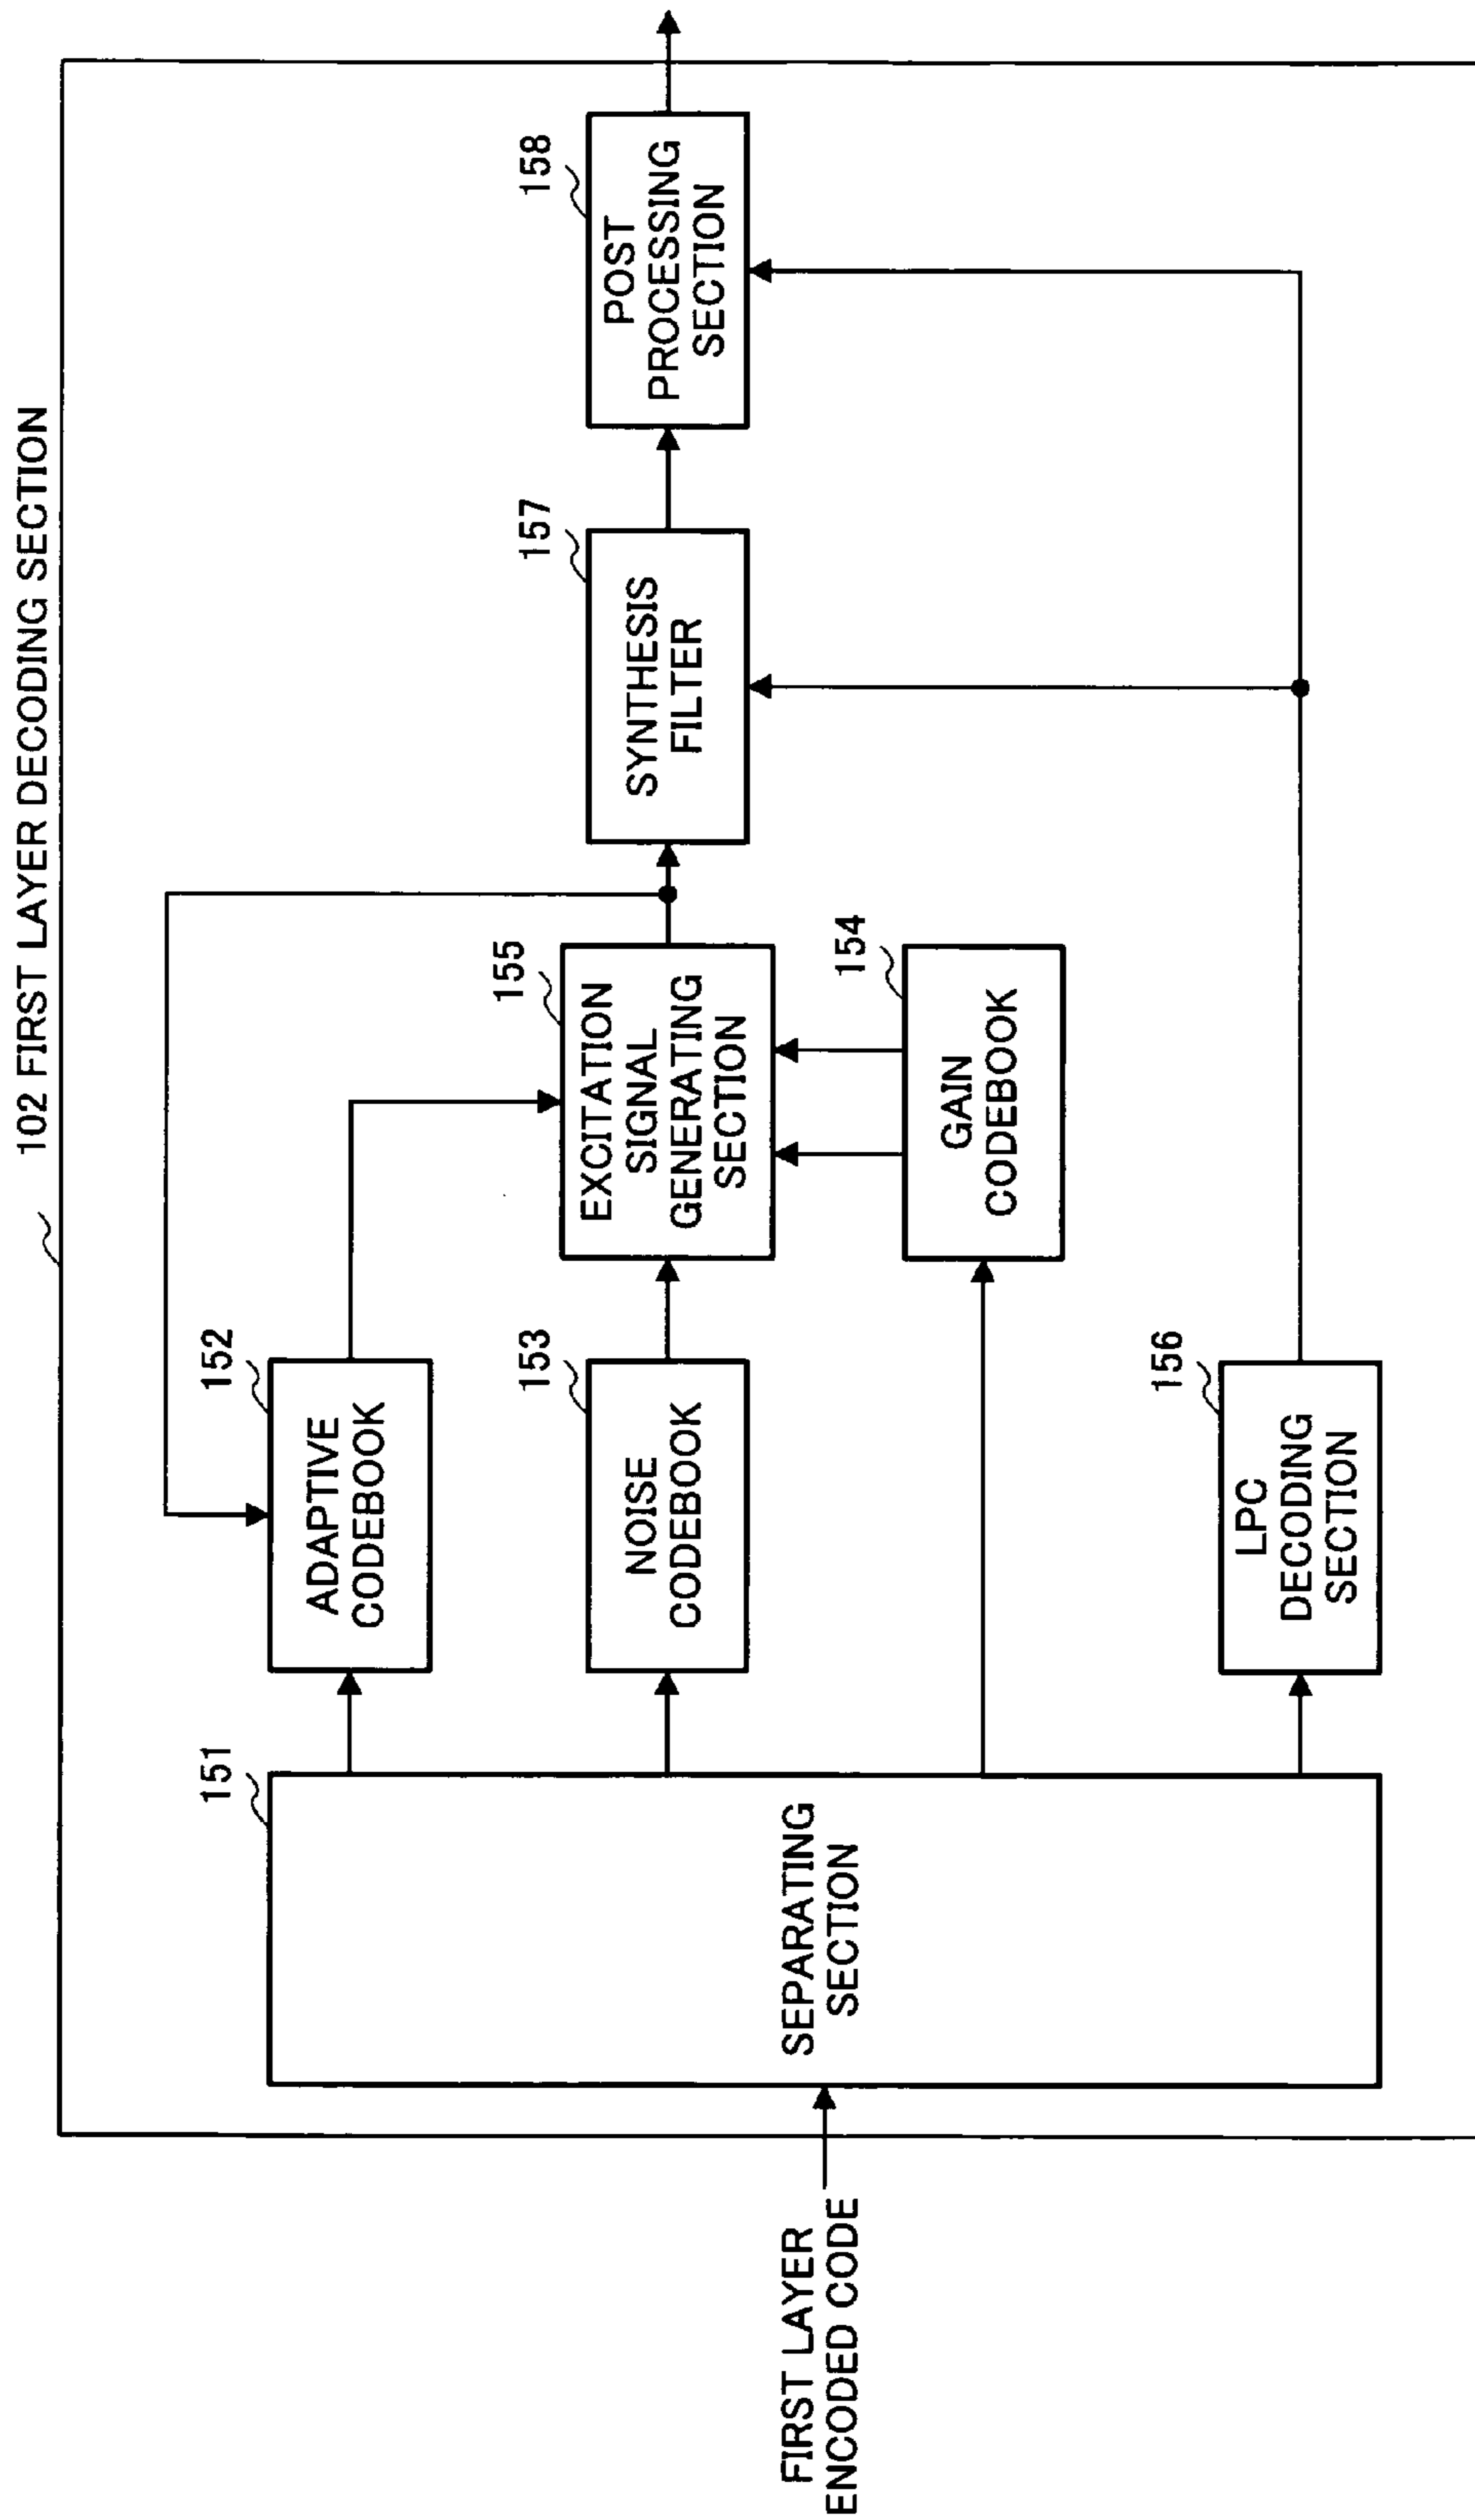 102 FIRST LAYER DECODING SECTION
FIRST LAYER
ENCODED CODE
151
SEPARATING
SECTION
152
ADAPTIVE
CODEBOOK
153
NOISE
CODEBOOK
155
EXCITATION
SIGNAL
GENERATING
SECTION
154
GAIN
CODEBOOK
156
LPC
DECODING
SECTION
157
SYNTHESIS
FILTER
158
POST
PROCESSING
SECTION